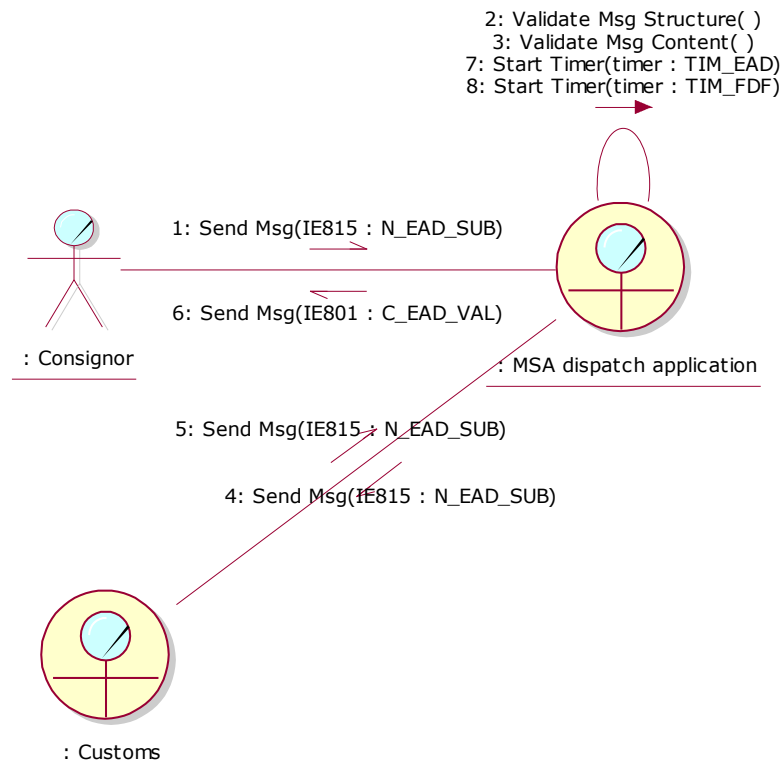 2: Validate Msg Structure( )
3: Validate Msg Content( )
7: Start Timer(timer : TIM_EAD)
8: Start Timer(timer : TIM_FDF)
1: Send Msg(IE815 : N_EAD_SUB)
6: Send Msg(IE801 : C_EAD_VAL)
: Consignor
: MSA dispatch application
5: Send Msg(IE815 : N_EAD_SUB)
4: Send Msg(IE815 : N_EAD_SUB)
: Customs